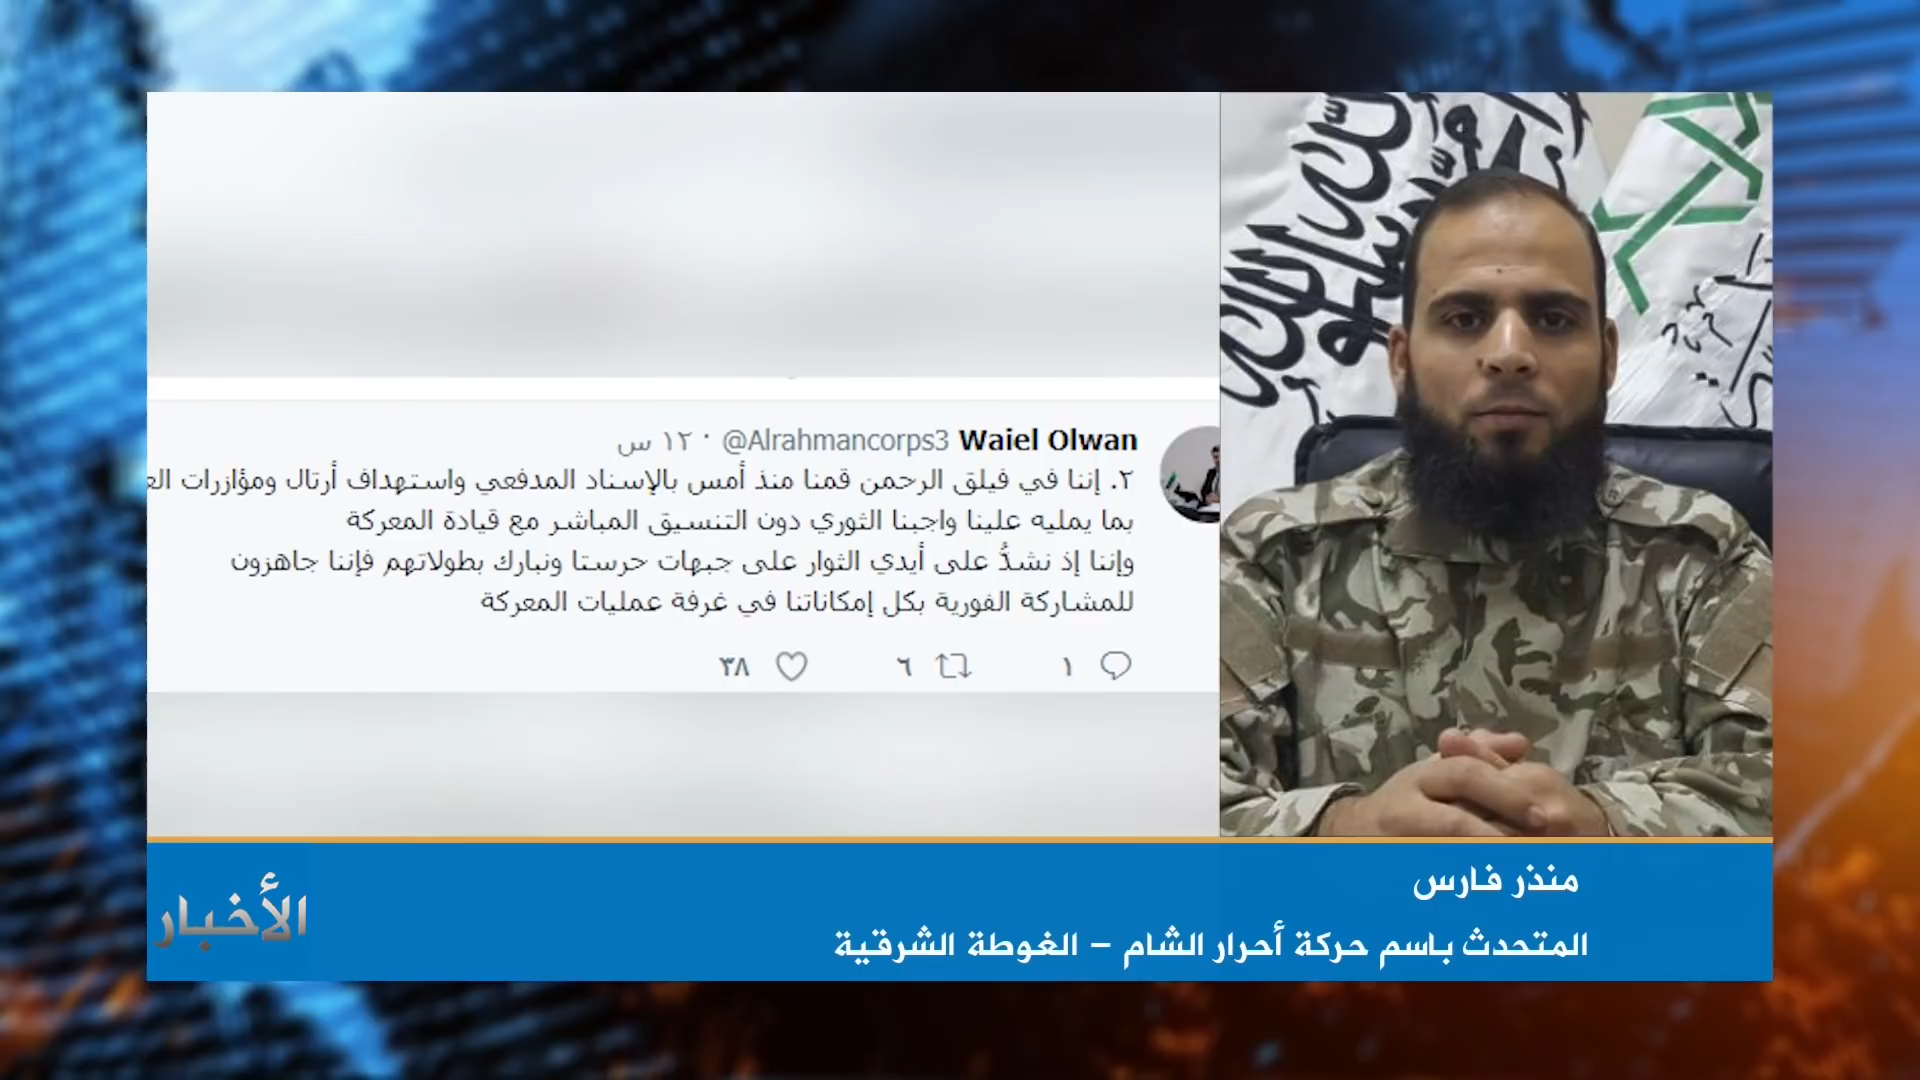 Waiel Olwan @Alrahmancorps3 · ١٢ س
٢. إننا في فيلق الرحمن قمنا منذ أمس بالإسناد المدفعي واستهداف أرتال ومؤازرات
بما يمليه علينا واجبنا الثوري دون التنسيق المباشر مع قيادة المعركة
وإننا إذ نشدُّ على أيدي الثوار على جبهات حرستا ونبارك بطولاتهم فإننا جاهزون
للمشاركة الفورية بكل إمكاناتنا في غرفة عمليات المعركة
١ ٦ ٣٨
منذر فارس
المتحدث باسم حركة أحرار الشام – الغوطة الشرقية
الأخبار